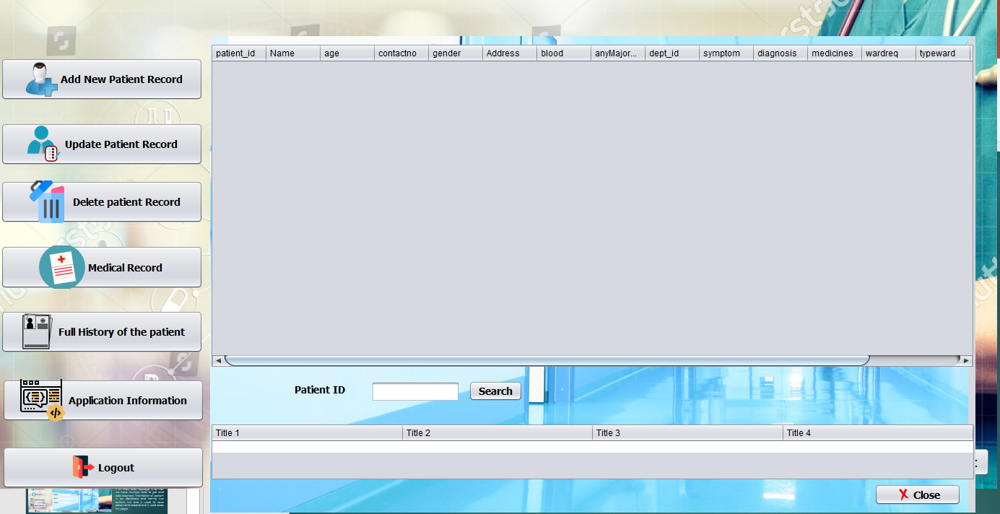 patient_id Name age contactno gender Address blood anyMajor... dept_id symptom diagnosis medicines wardreq typeward
Add New Patient Record
Update Patient Record
Delete patient Record
Medical Record
Full History of the patient
Application Information
Logout
Patient ID Search
Title 1 Title 2 Title 3 Title 4
Close